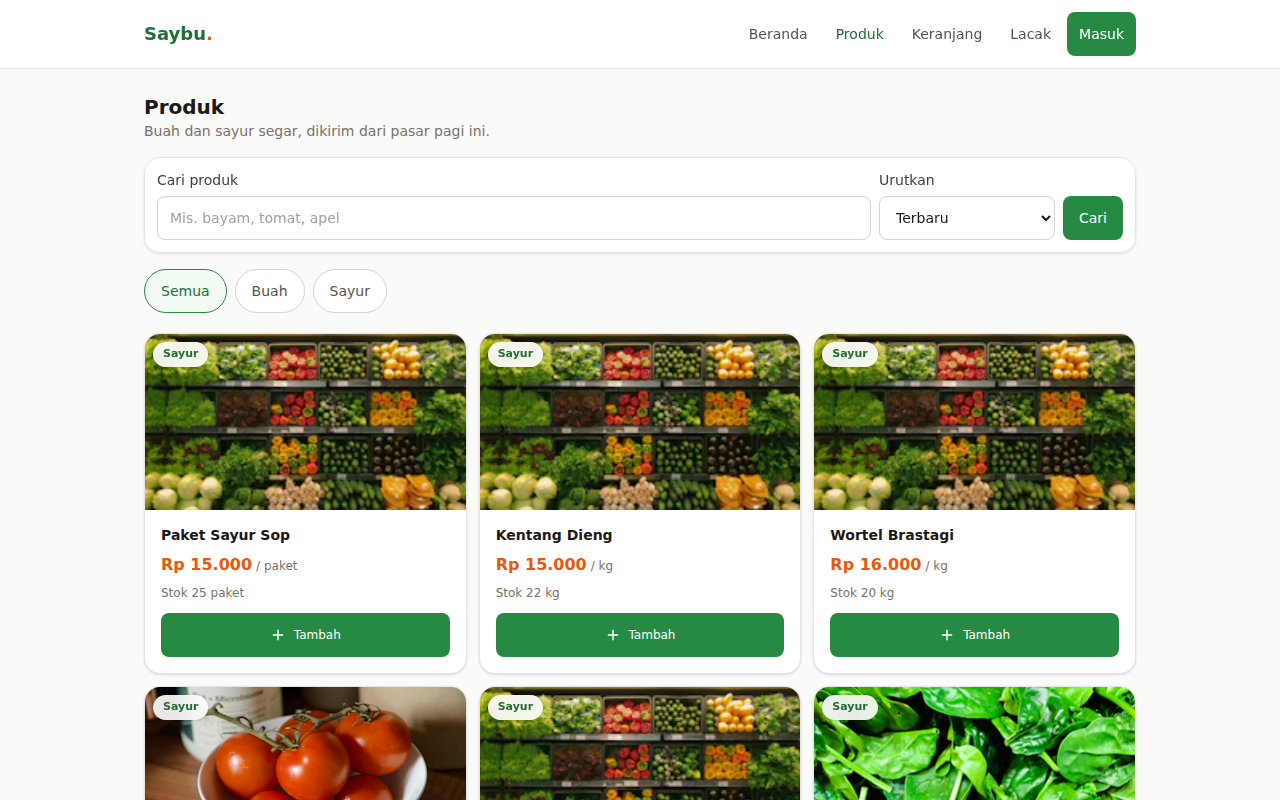 Saybu.
Beranda
Produk
Keranjang
Lacak
Masuk
Produk
Buah dan sayur segar, dikirim dari pasar pagi ini.
Cari produk
Urutkan
Mis. bayam, tomat, apel
Terbaru
Cari
Semua
Buah
Sayur
Sayur
Sayur
Sayur
Paket Sayur Sop
Kentang Dieng
Wortel Brastagi
Rp 15.000 / paket
Rp 15.000 / kg
Rp 16.000 / kg
Stok 25 paket
Stok 22 kg
Stok 20 kg
+ Tambah
+ Tambah
+ Tambah
Sayur
Sayur
Sayur